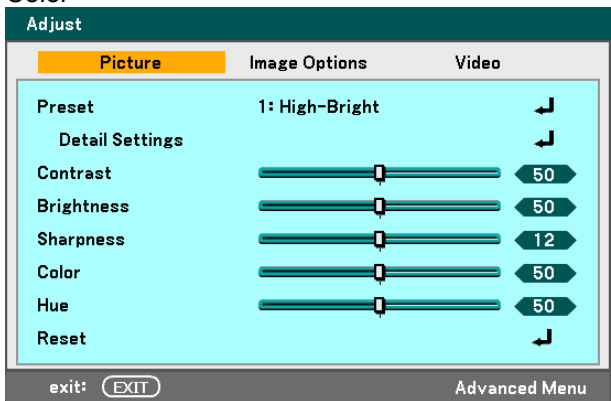 Color
Adjust
Picture Image Options Video
Preset 1: High-Bright
Detail Settings
Contrast 50
Brightness 50
Sharpness 12
Color 50
Hue 50
Reset
exit: EXIT Advanced Menu